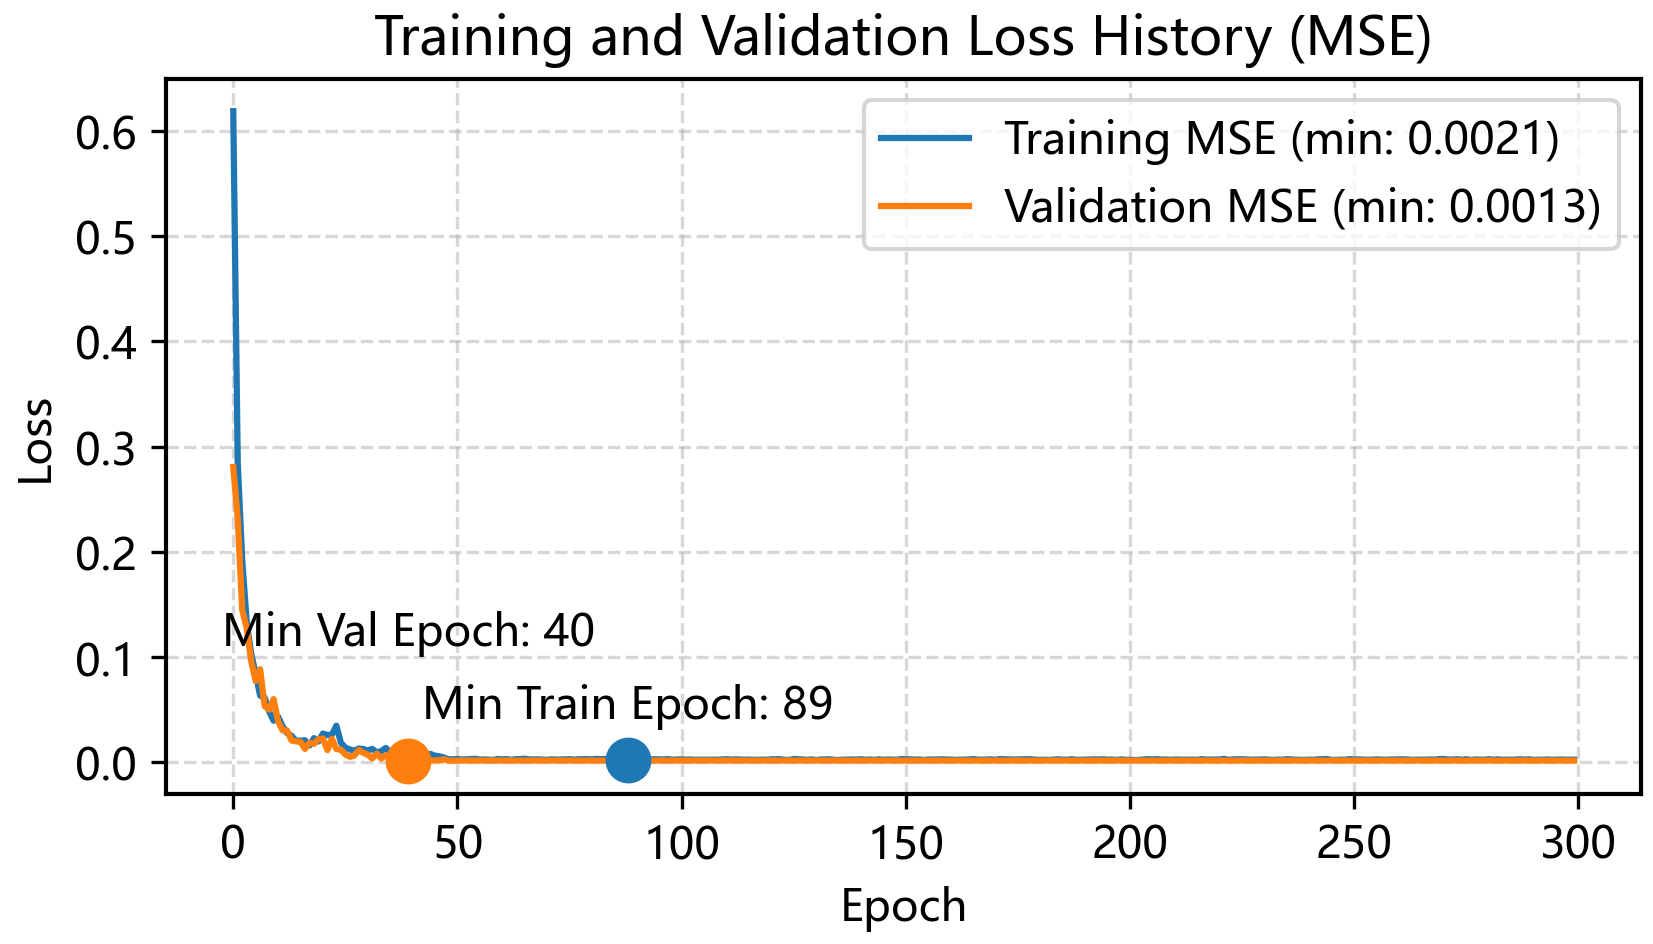 Training and Validation Loss History (MSE)
Training MSE (min: 0.0021)
Validation MSE (min: 0.0013)
Loss
0.6
0.5
0.4
0.3
0.2
0.1
0.0
Min Val Epoch: 40
Min Train Epoch: 89
0 50 100 150 200 250 300
Epoch